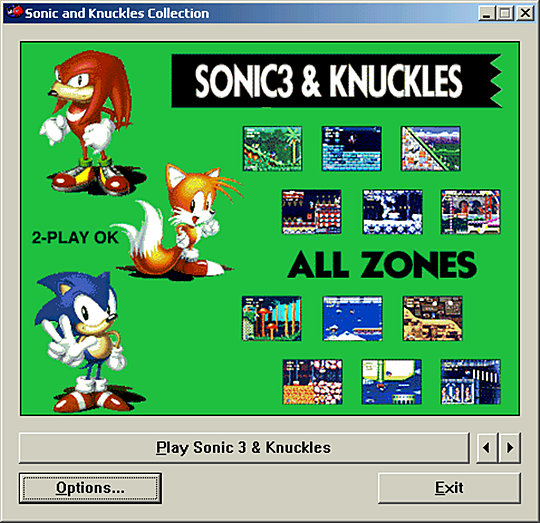 Sonic and Knuckles Collection
SONIC3 & KNUCKLES
2-PLAY OK
ALL ZONES
Play Sonic 3 & Knuckles
Options...
Exit